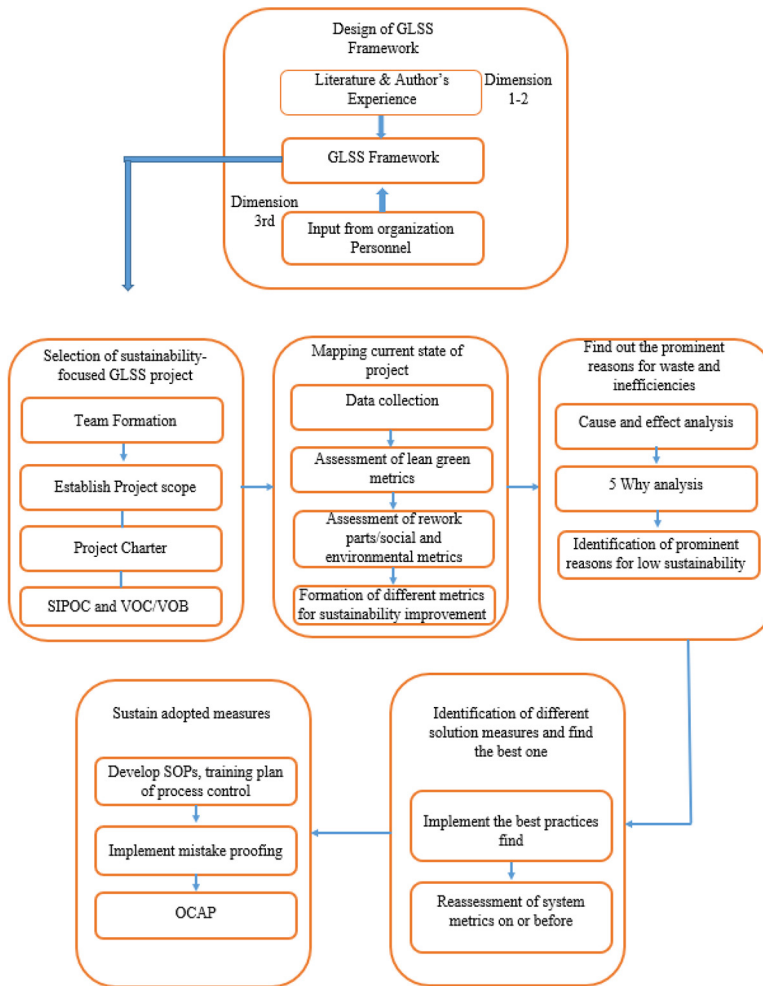 Design of GLSS
Framework
Literature & Author's
Experience
Dimension
1-2
GLSS Framework
Dimension
3rd
Input from organization
Personnel
Selection of sustainability-
focused GLSS project
Team Formation
Establish Project scope
Project Charter
SIPOC and VOC/VOB
Mapping current state of
project
Data collection
Assessment of lean green
metrics
Assessment of rework
parts/social and
environmental metrics
Formation of different metrics
for sustainability improvement
Find out the prominent
reasons for waste and
inefficiencies
Cause and effect analysis
5 Why analysis
Identification of prominent
reasons for low sustainability
Sustain adopted measures
Develop SOPs, training plan
of process control
Implement mistake proofing
OCAP
Identification of different
solution measures and find
the best one
Implement the best practices
find
Reassessment of system
metrics on or before